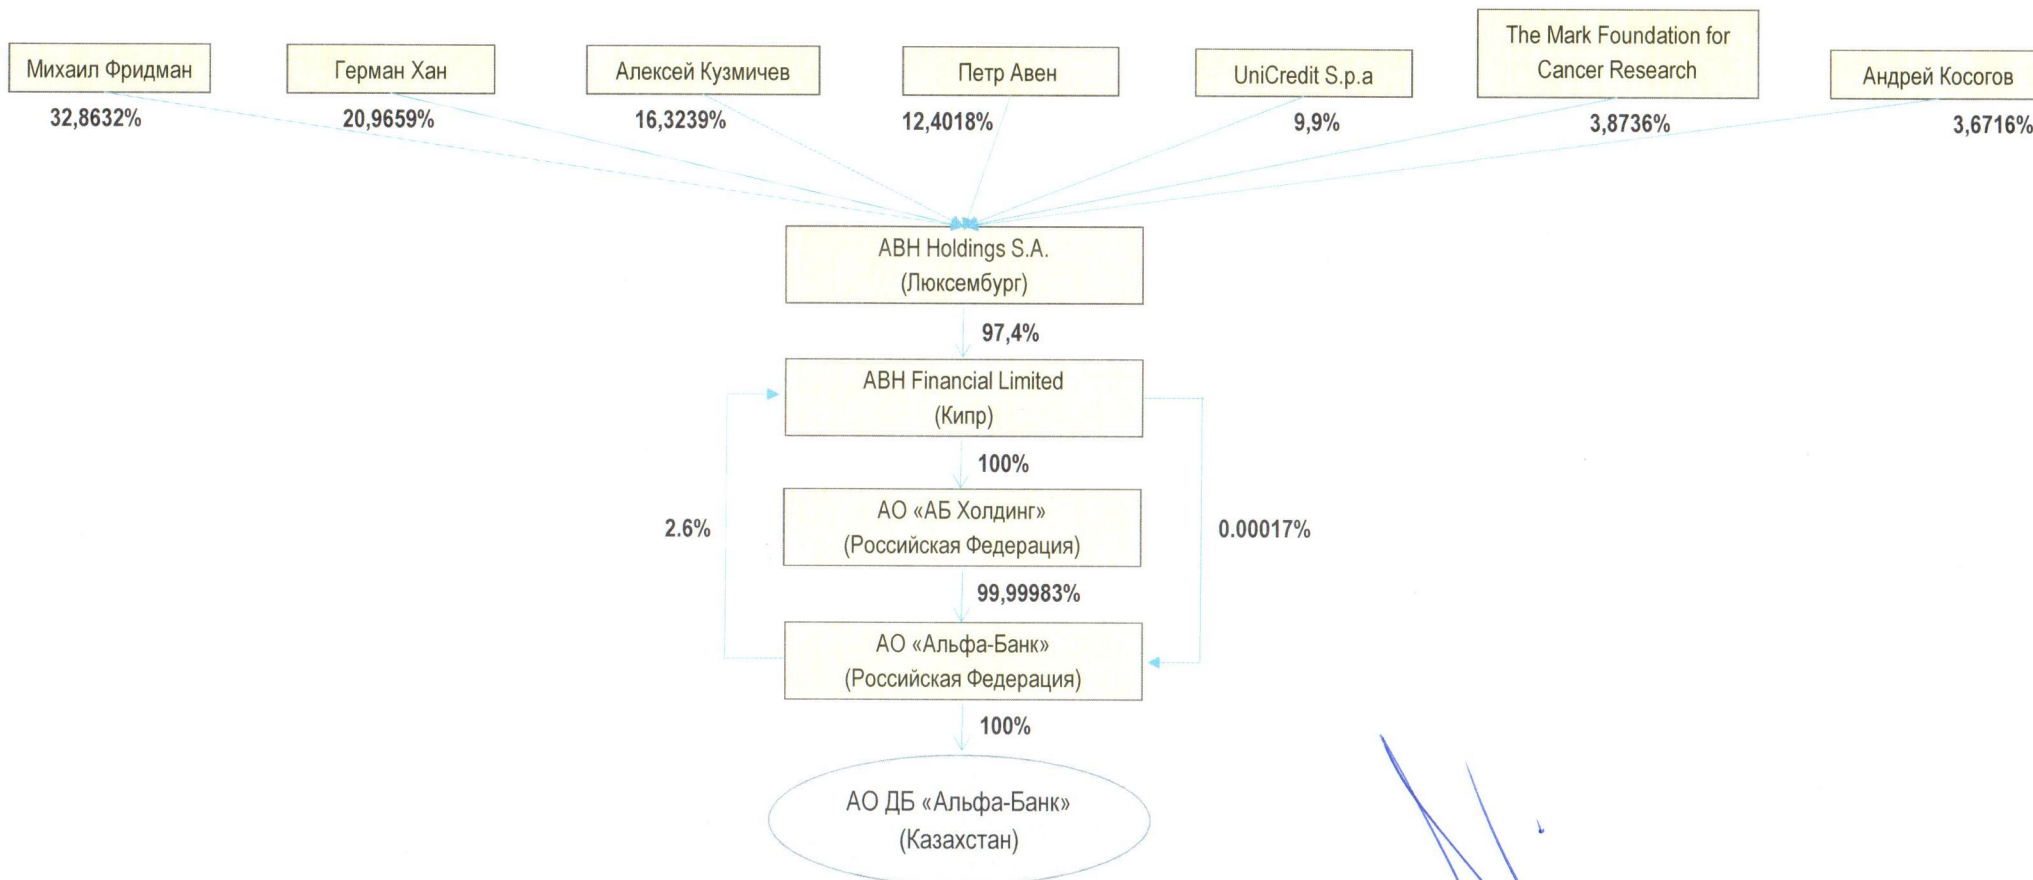 Михаил Фридман
Герман Хан
Алексей Кузмичев
Петр Авен
UniCredit S.p.a
The Mark Foundation for
Cancer Research
Андрей Косогов
32,8632%
20,9659%
16,3239%
12,4018%
9,9%
3,8736%
3,6716%
ABH Holdings S.A.
(Люксембург)
97,4%
ABH Financial Limited
(Кипр)
100%
АО «АБ Холдинг»
(Российская Федерация)
2.6%
0.00017%
99,99983%
АО «Альфа-Банк»
(Российская Федерация)
100%
АО ДБ «Альфа-Банк»
(Казахстан)